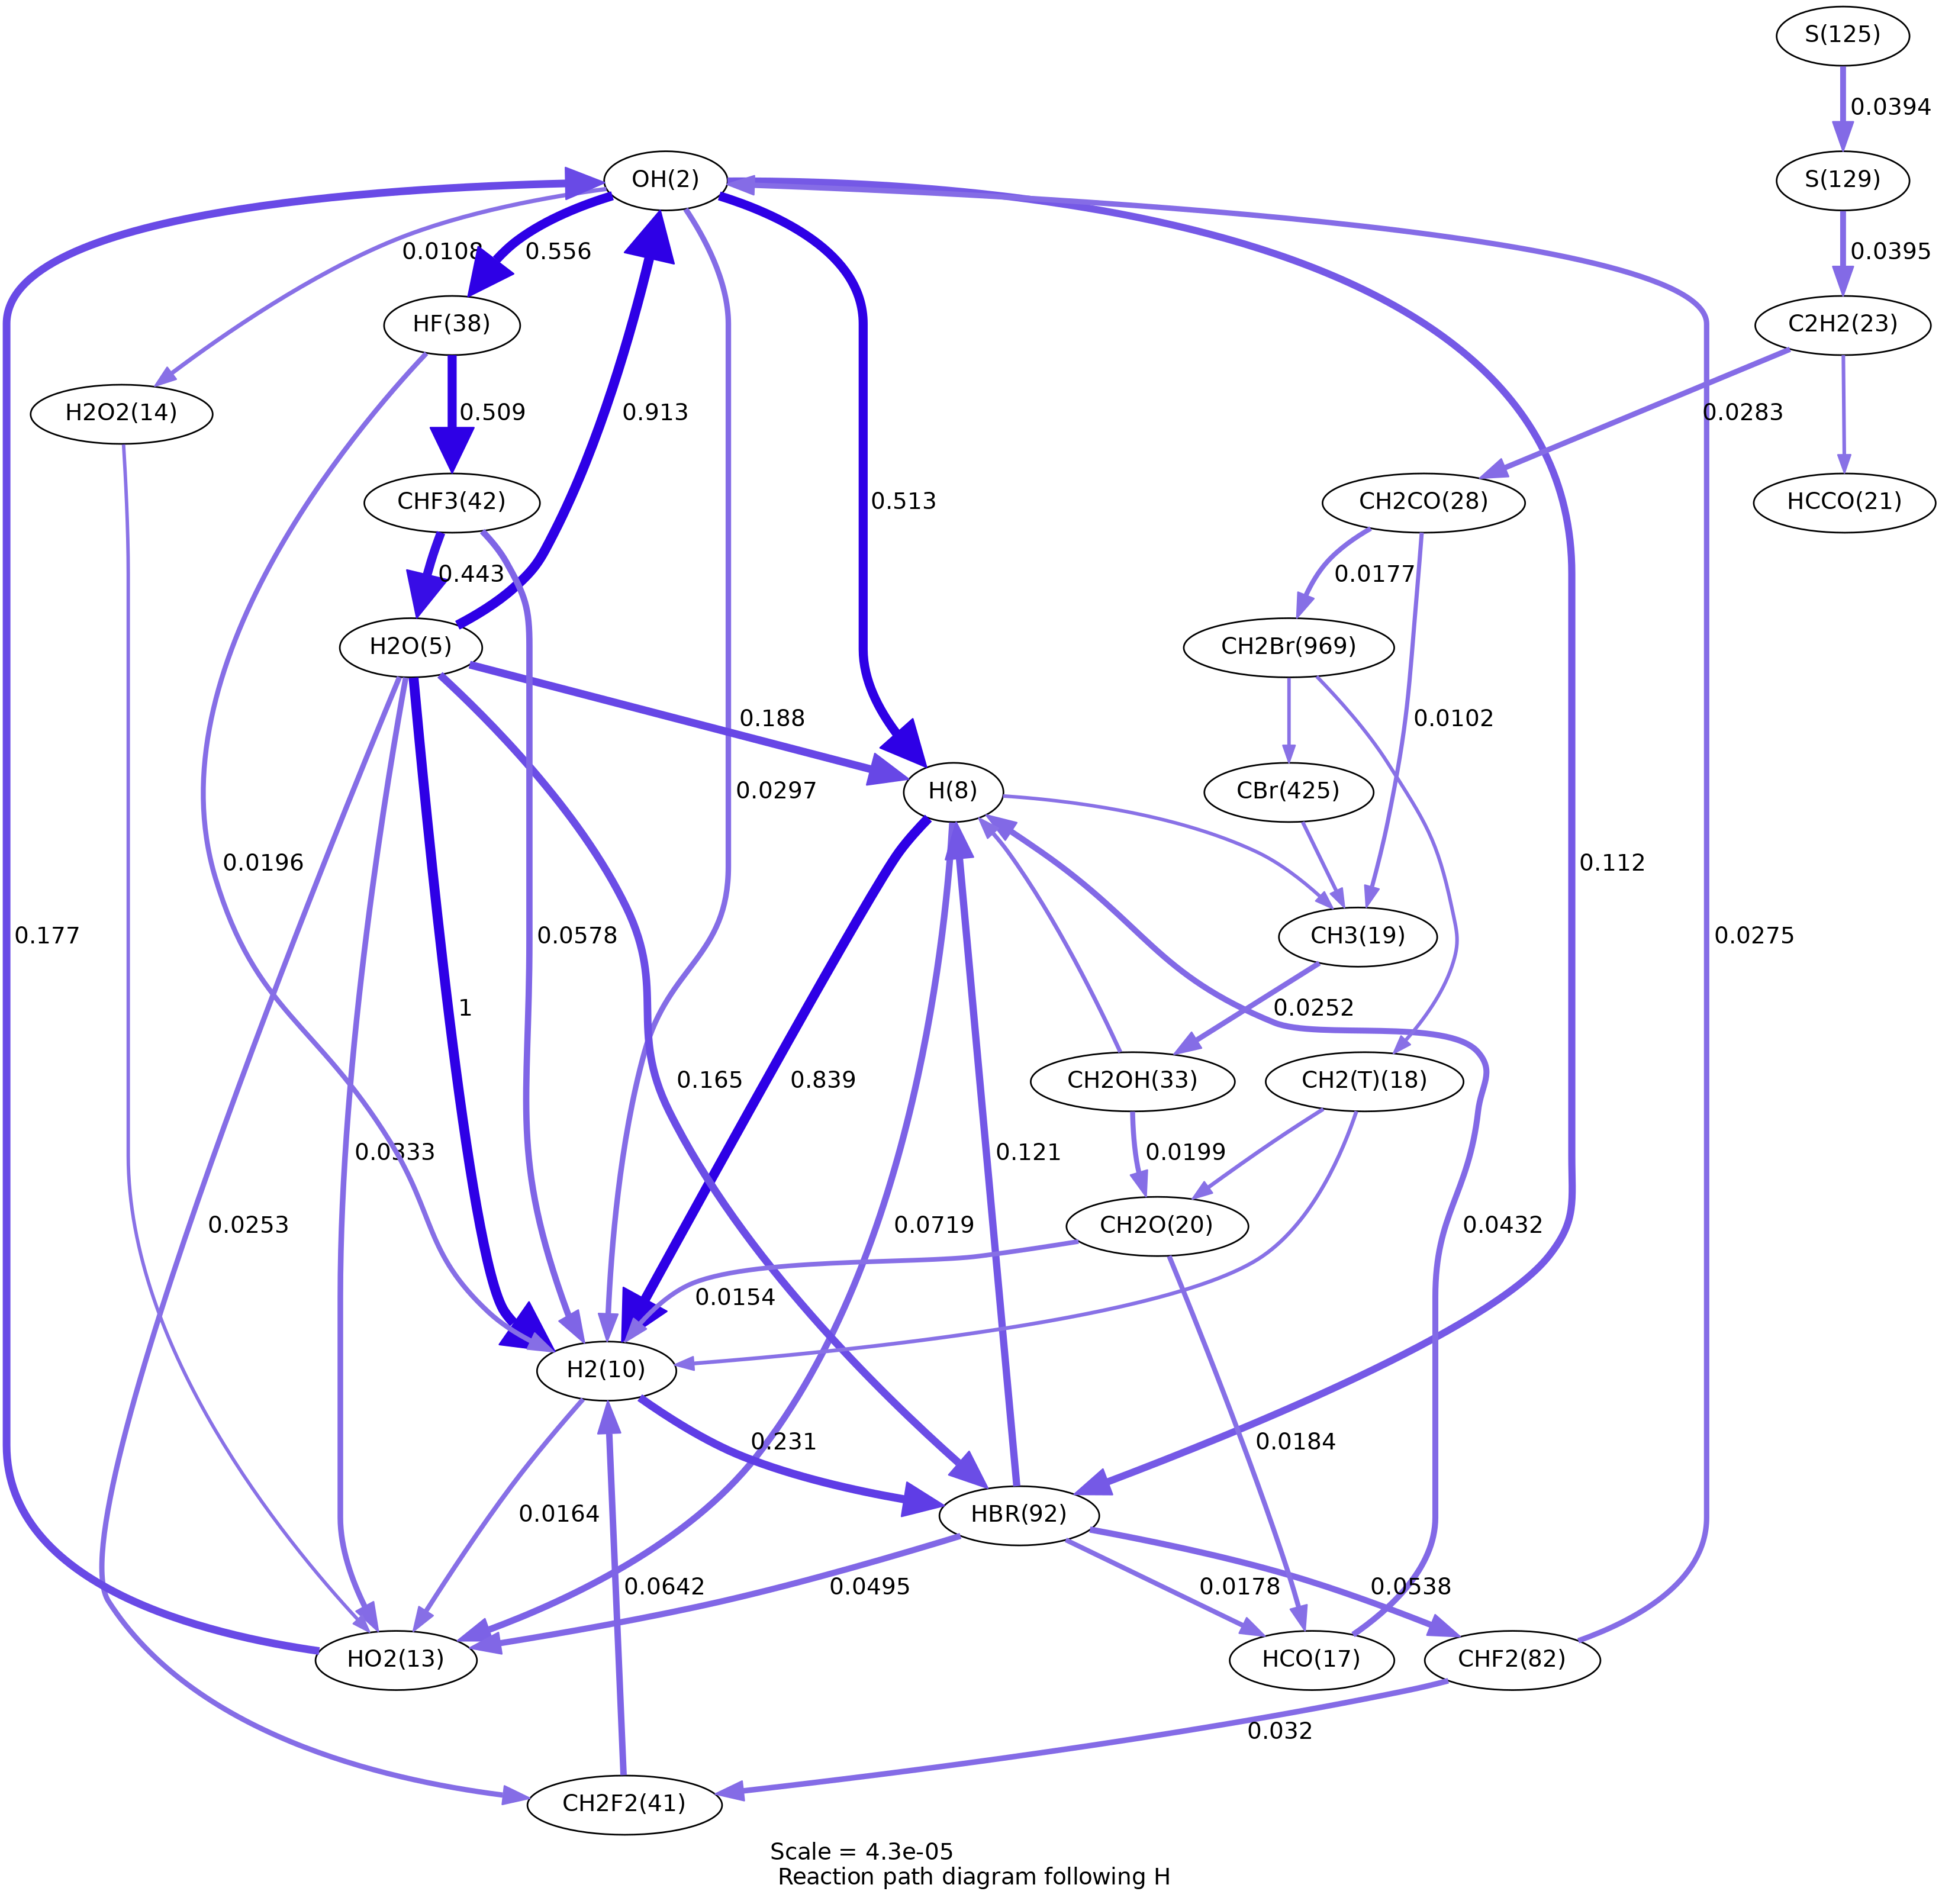 S(125)
0.0394
OH(2)
S(129)
0.0108
0.556
0.0395
HF(38)
C2H2(23)
H2O2(14)
0.509
0.913
0.0283
CHF3(42)
0.513
CH2CO(28)
HCCO(21)
0.443
0.0177
H2O(5)
CH2Br(969)
0.188
0.0102
0.0297
H(8)
CBr(425)
0.0196
0.112
0.177
0.0578
CH3(19)
0.0275
1
0.0252
0.165
0.839
CH2OH(33)
CH2(T)(18)
0.0333
0.121
0.0199
0.0253
0.0719
CH2O(20)
0.0432
0.0154
H2(10)
0.231
0.0184
0.0164
HBR(92)
0.0642
0.0495
0.0178
0.0538
HO2(13)
HCO(17)
CHF2(82)
0.032
CH2F2(41)
Scale = 4.3e-05
Reaction path diagram following H